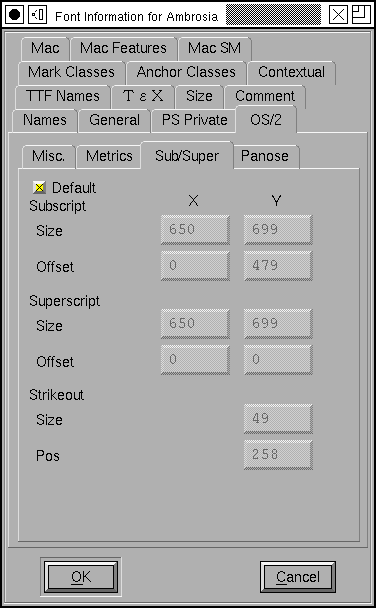 Font Information for Ambrosia
Mac Mac Features Mac SM
Mark Classes Anchor Classes Contextual
TTF Names Τ ε Χ Size Comment
Names General PS Private OS/2
Misc. Metrics Sub/Super Panose
Default
Subscript X Y
Size 650 699
Offset 0 479
Superscript
Size 650 699
Offset 0 0
Strikeout
Size 49
Pos 258
OK Cancel